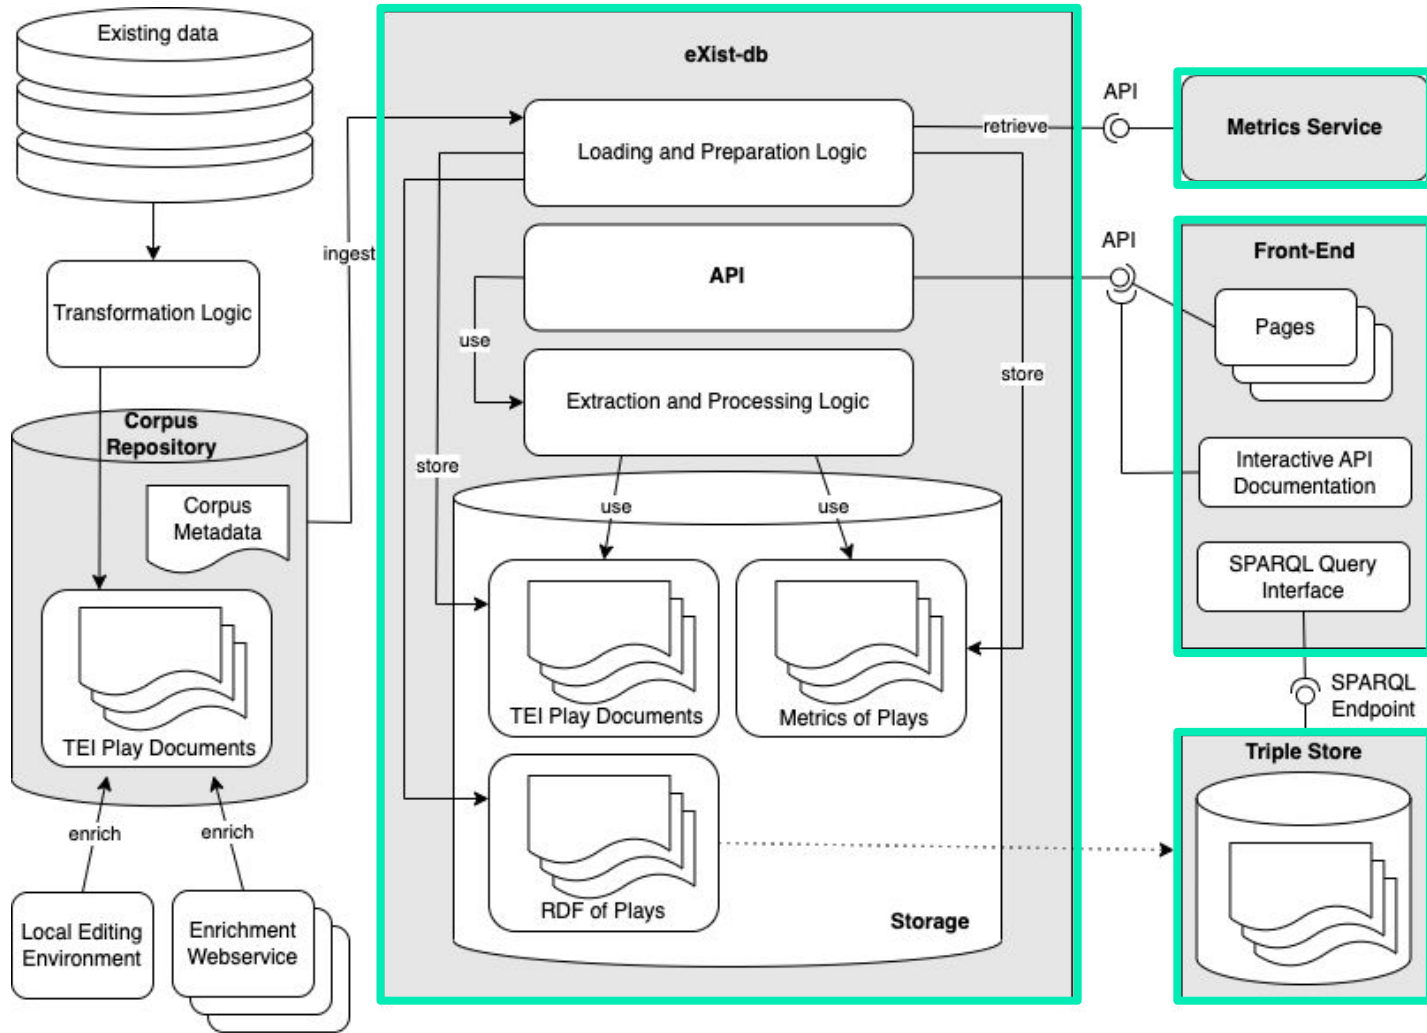 Existing data
Transformation Logic
Corpus
Repository
Corpus
Metadata
TEI Play Documents
enrich
enrich
Local Editing
Environment
Enrichment
Webservice
ingest
eXist-db
Loading and Preparation Logic
retrieve
API
use
Extraction and Processing Logic
store
store
use
use
TEI Play Documents
Metrics of Plays
RDF of Plays
Storage
API
Metrics Service
API
Front-End
Pages
Interactive API
Documentation
SPARQL Query
Interface
SPARQL
Endpoint
Triple Store